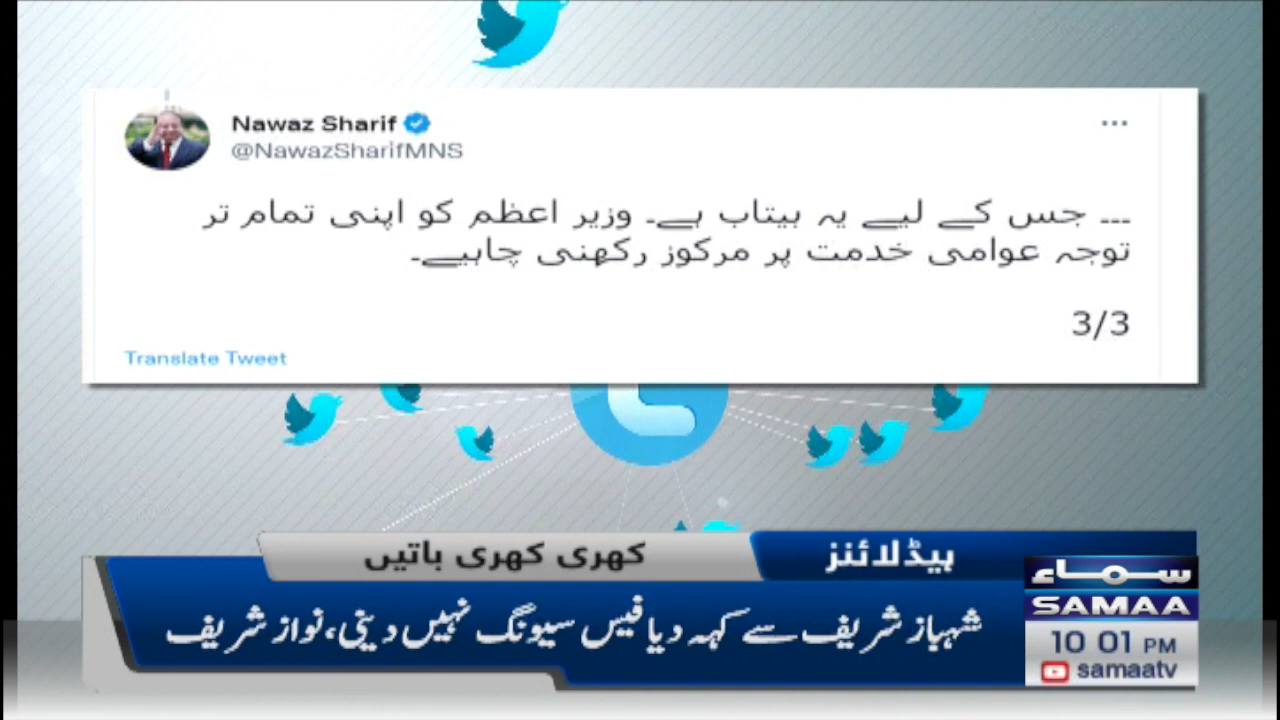 Nawaz Sharif
@NawazSharifMNS
--- جس کے لیے یہ بیتاب ہے۔ وزیر اعظم کو اپنی تمام تر
توجہ عوامی خدمت پر مرکوز رکھنی چاہیے۔
3/3
Translate Tweet
ہیڈلائنز
کھری کھری باتیں
شہباز شریف سے کہہ دیا فیس سیونگ نہیں دینی، نواز شریف
سماء
SAMAA
10 01 PM
samaatv